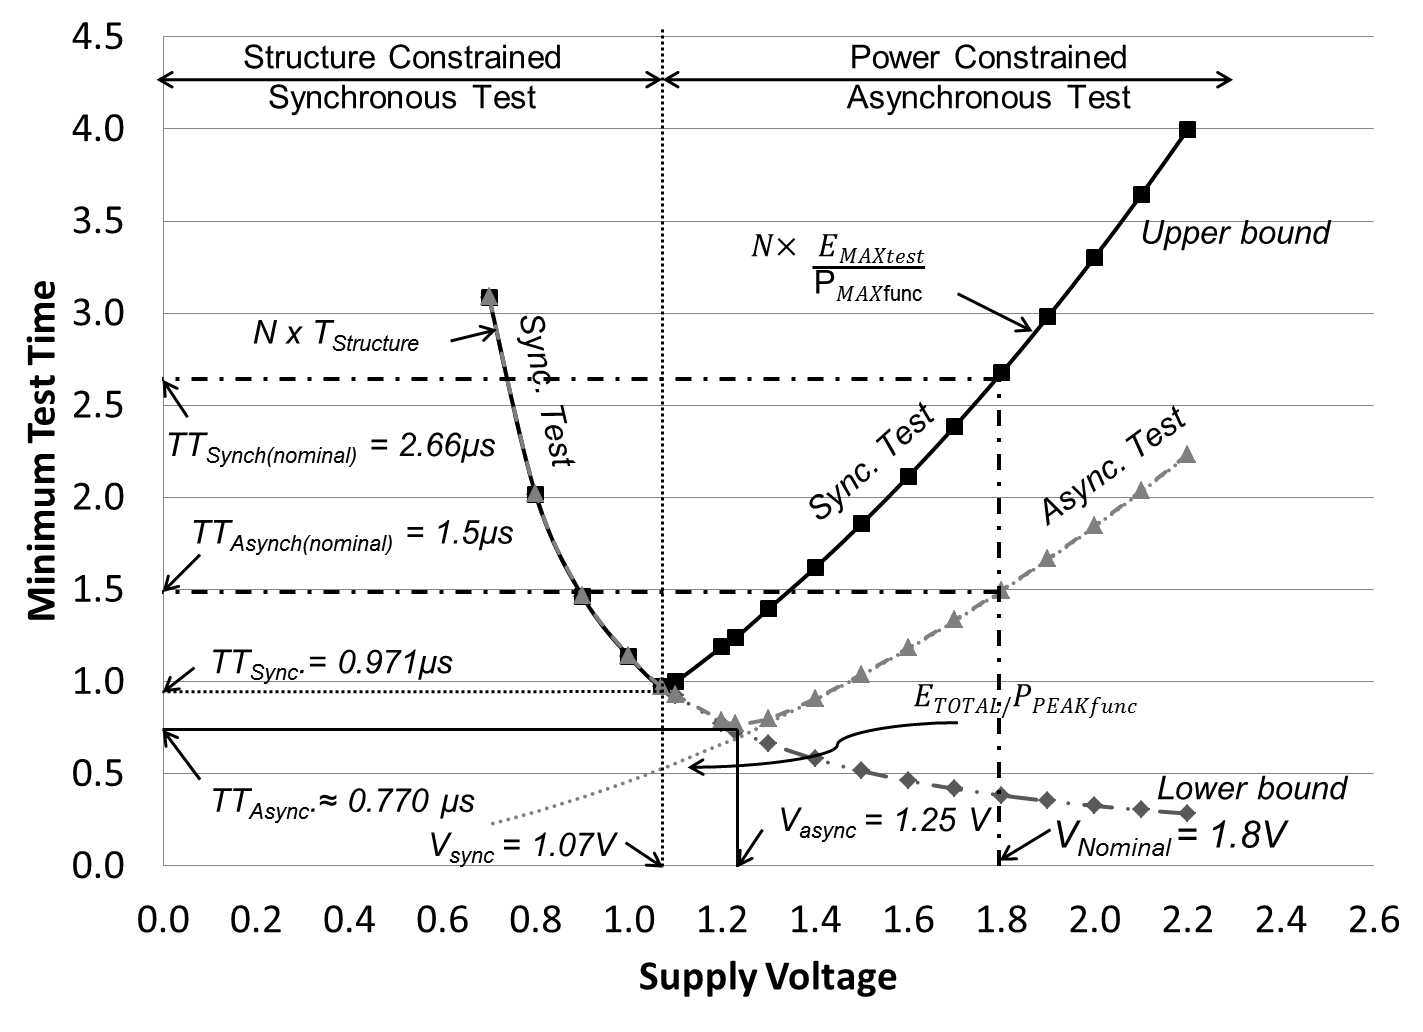 4.5
4.0
3.5
3.0
2.5
2.0
1.5
1.0
0.5
0.0
Minimum Test Time
Structure Constrained
Synchronous Test
Power Constrained
Asynchronous Test
Upper bound
N× E_MAXtest / P_MAXfunc
N x T_Structure
Sync. Test
TT_Synch(nominal) = 2.66µs
Sync. Test
Async. Test
TT_Asynch(nominal) = 1.5µs
TT_Sync. = 0.971µs
E_TOTAL/P_PEAKfunc
TT_Async. ≈ 0.770 µs
Lower bound
V_sync = 1.07V
V_async = 1.25 V
V_Nominal = 1.8V
0.0 0.2 0.4 0.6 0.8 1.0 1.2 1.4 1.6 1.8 2.0 2.2 2.4 2.6
Supply Voltage